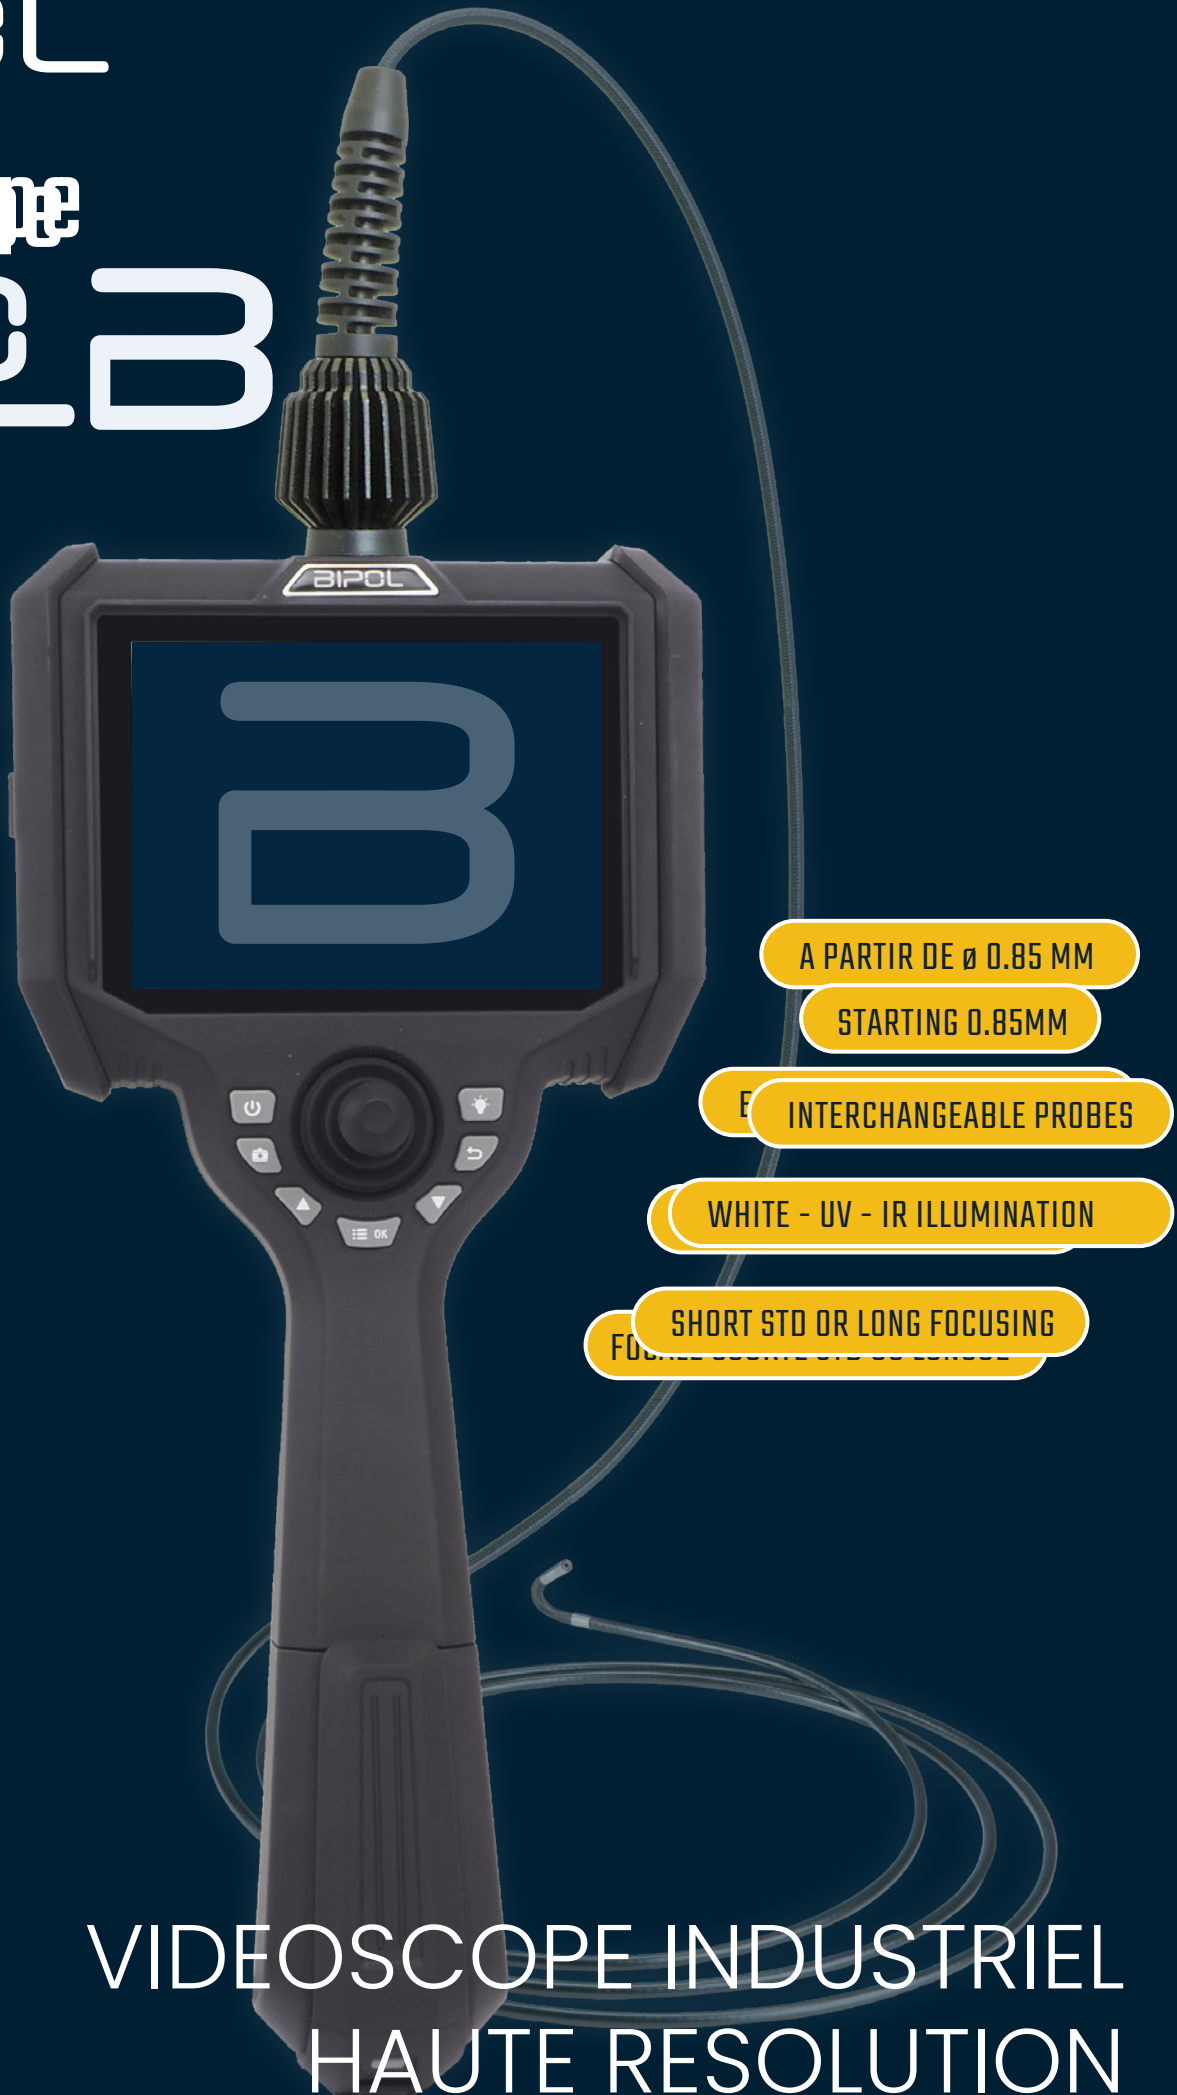 BIPOL
B
A PARTIR DE ø 0.85 MM
STARTING 0.85MM
INTERCHANGEABLE PROBES
WHITE - UV - IR ILLUMINATION
SHORT STD OR LONG FOCUSING
OK
VIDEOSCOPE INDUSTRIEL
HAUTE RESOLUTION